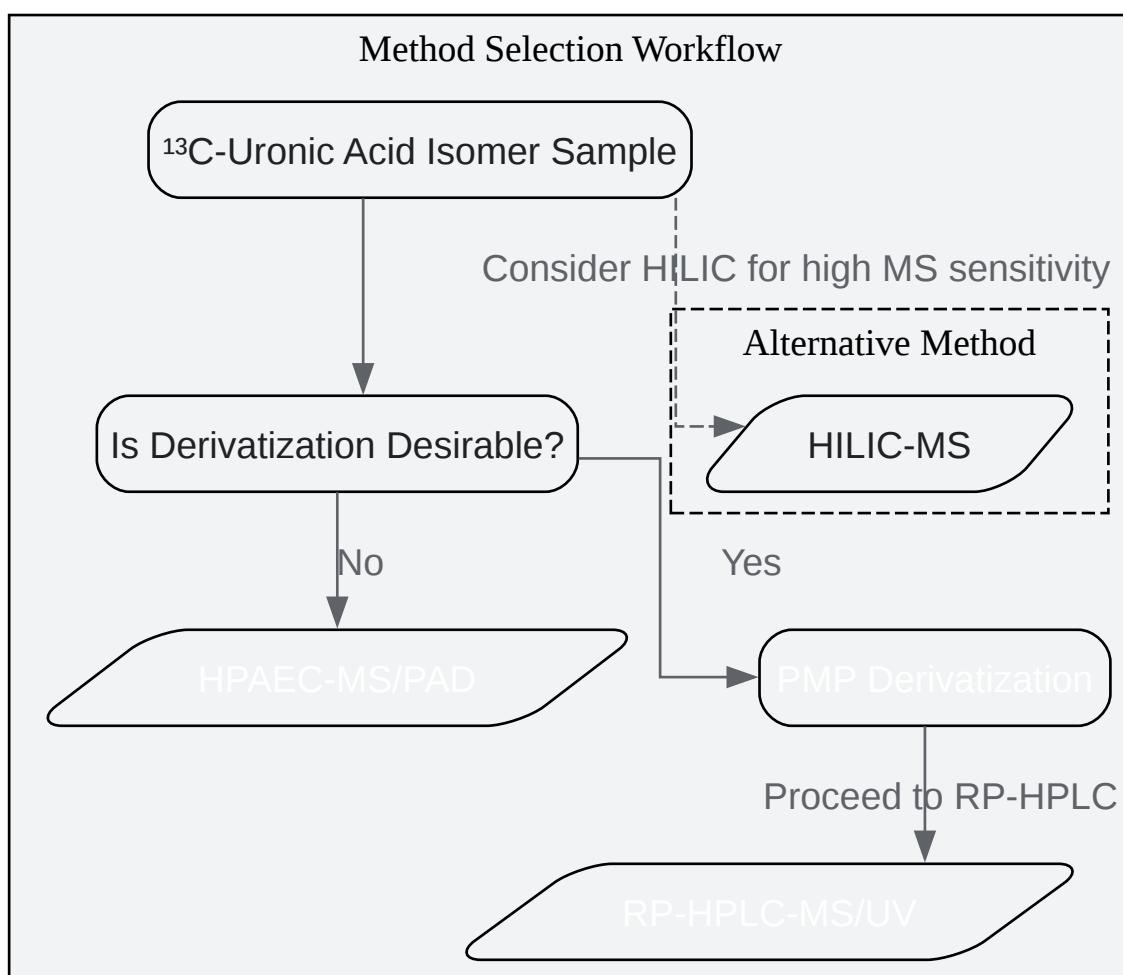 Method Selection Workflow
¹³C-Uronic Acid Isomer Sample
Consider HILIC for high MS sensitivity
Alternative Method
Is Derivatization Desirable?
HILIC-MS
No
Yes
HPAEC-MS/PAD
PMP Derivatization
Proceed to RP-HPLC
RP-HPLC-MS/UV